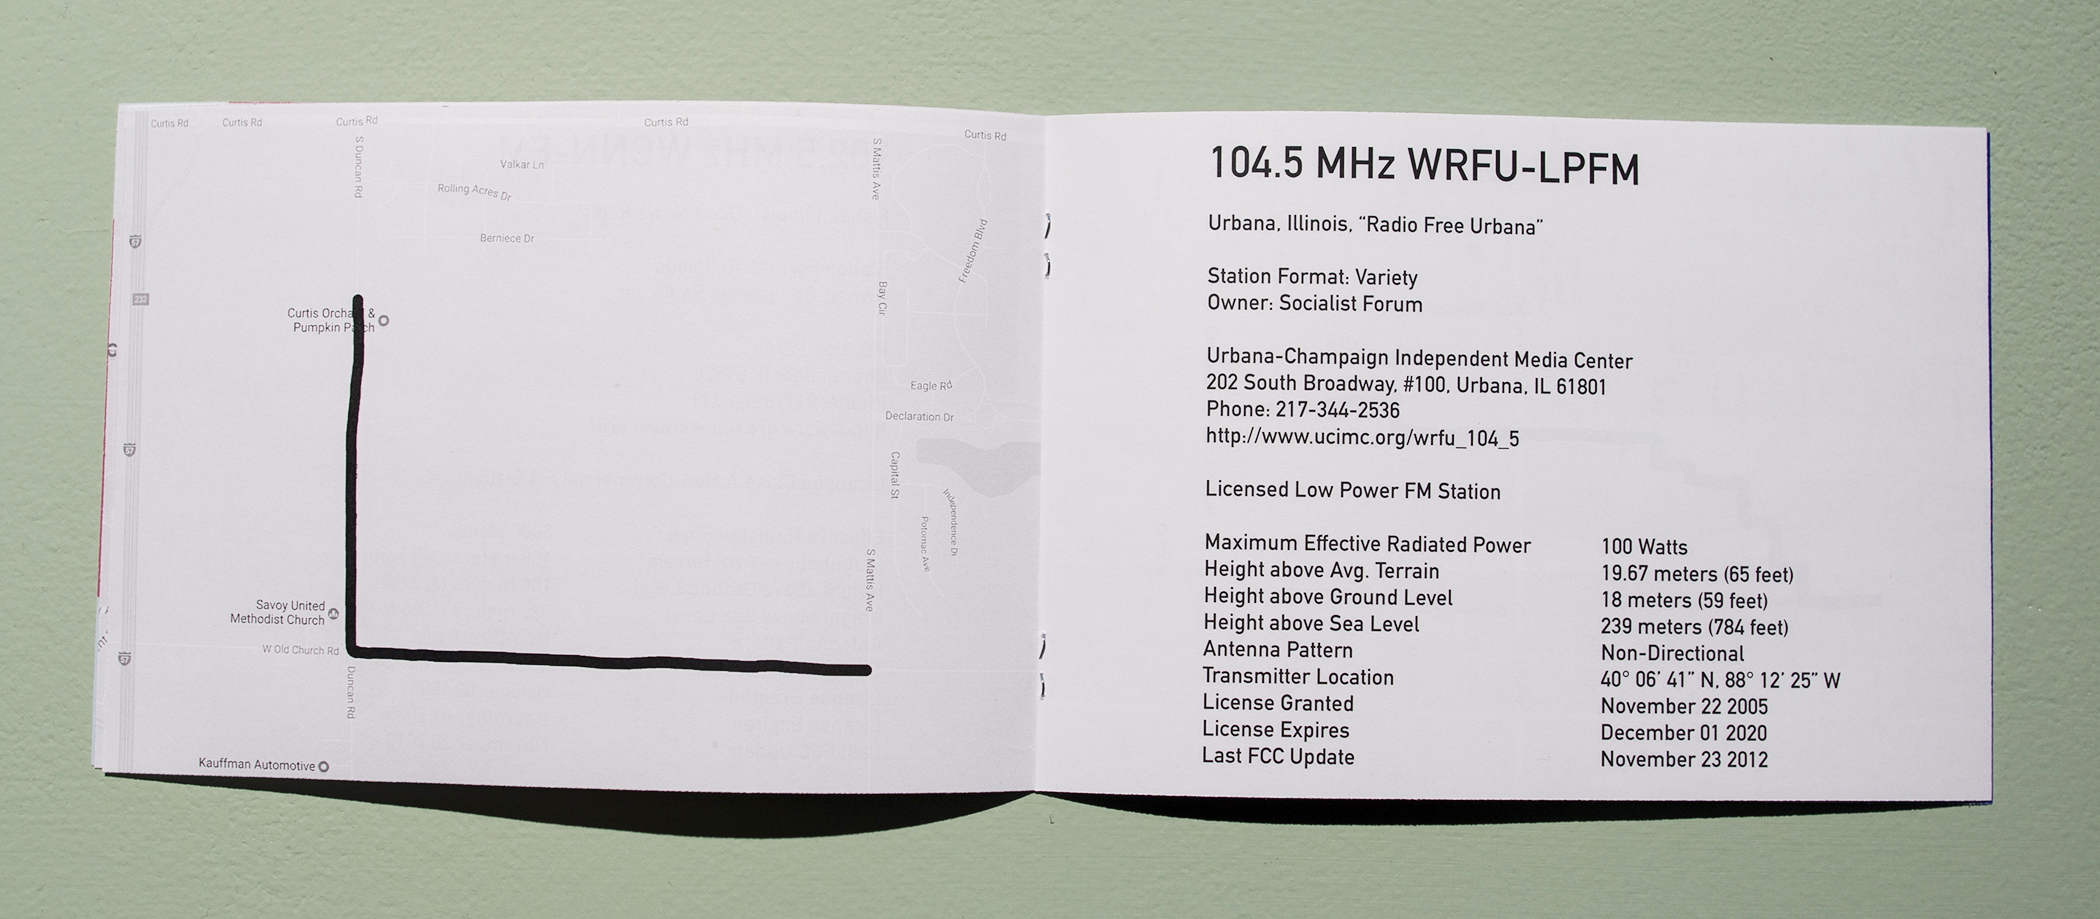 Curtis Rd
Curtis Rd
Curtis Rd
Curtis Rd
Curtis Rd
S Duncan Rd
Valkar Ln
Rolling Acres Dr
Berniece Dr
S Mattis Ave
Freedom Blvd
57
232
Bay Cir
Curtis Orchard &
Pumpkin Patch
Eagle Rd
Declaration Dr
57
Capital St
Independence Dr
Potomac Ave
S Mattis Ave
Savoy United
Methodist Church
W Old Church Rd
57
Duncan Rd
Kauffman Automotive
104.5 MHz WRFU-LPFM
Urbana, Illinois, “Radio Free Urbana”
Station Format: Variety
Owner: Socialist Forum
Urbana-Champaign Independent Media Center
202 South Broadway, #100, Urbana, IL 61801
Phone: 217-344-2536
http://www.ucimc.org/wrfu_104_5
Licensed Low Power FM Station
Maximum Effective Radiated Power 100 Watts
Height above Avg. Terrain 19.67 meters (65 feet)
Height above Ground Level 18 meters (59 feet)
Height above Sea Level 239 meters (784 feet)
Antenna Pattern Non-Directional
Transmitter Location 40° 06’ 41” N, 88° 12’ 25” W
License Granted November 22 2005
License Expires December 01 2020
Last FCC Update November 23 2012